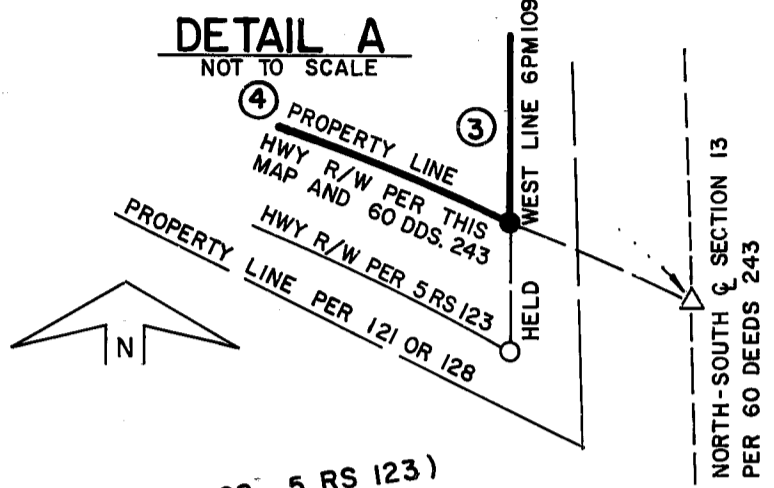 DETAIL A
NOT TO SCALE
④ PROPERTY LINE
HWY R/W PER THIS
MAP AND 60 DDS. 243
HWY R/W PER 5 RS 123
PROPERTY LINE PER 121 OR 128
③
WEST LINE 6PM109
HELD
NORTH-SOUTH ℄ SECTION 13
PER 60 DEEDS 243
N
5 RS 123)